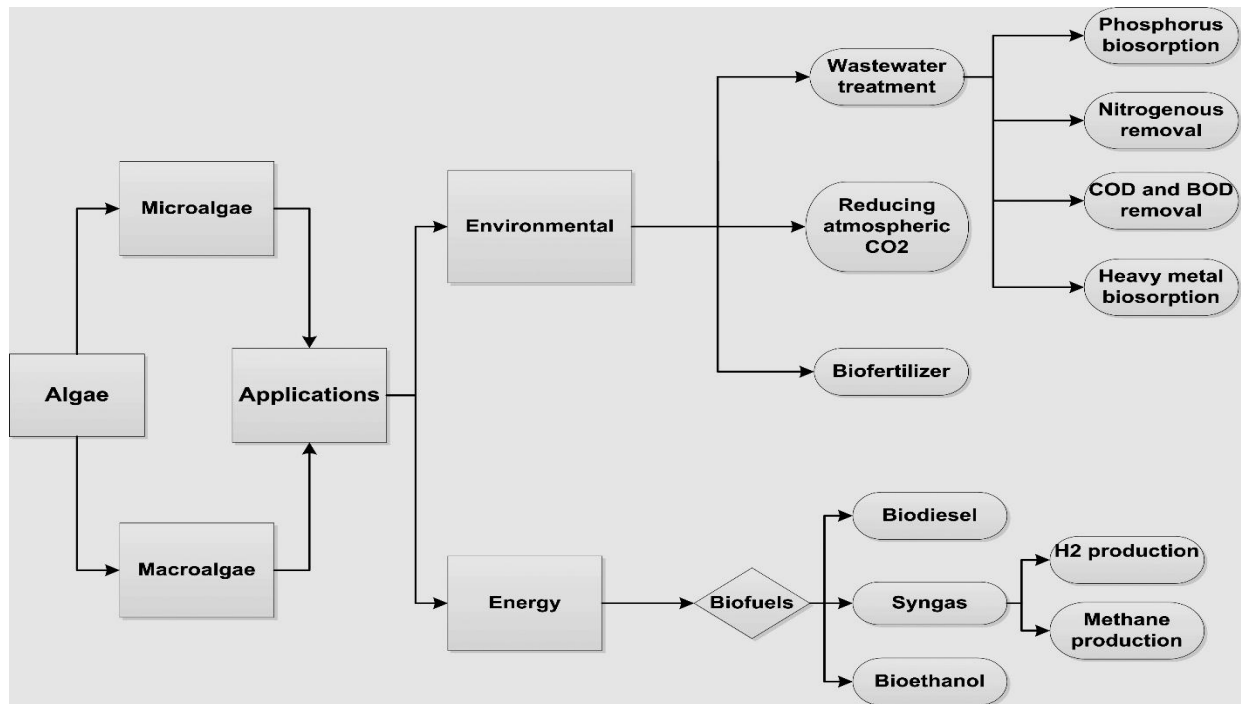 Algae
Microalgae
Macroalgae
Applications
Environmental
Wastewater
treatment
Phosphorus
biosorption
Nitrogenous
removal
COD and BOD
removal
Heavy metal
biosorption
Reducing
atmospheric
CO2
Biofertilizer
Energy
Biofuels
Biodiesel
Syngas
H2 production
Methane
production
Bioethanol